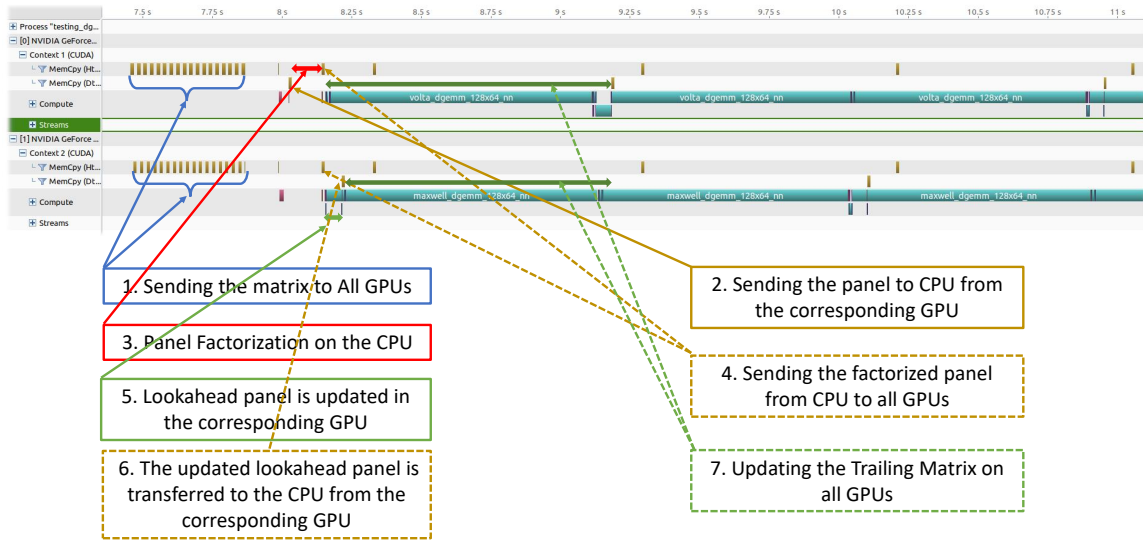 7.5 s 7.75 s 8 s 8.25 s 8.5 s 8.75 s 9 s 9.25 s 9.5 s 9.75 s 10 s 10.25 s 10.5 s 10.75 s 11 s
Process "testing_dg...
[0] NVIDIA GeForce...
Context 1 (CUDA)
MemCpy (Ht...
MemCpy (Dt...
Compute
volta_dgemm_128x64_nn volta_dgemm_128x64_nn volta_dgemm_128x64_nn
Streams
[1] NVIDIA GeForce ...
Context 2 (CUDA)
MemCpy (Ht...
MemCpy (Dt...
Compute
maxwell_dgemm_128x64_nn maxwell_dgemm_128x64_nn maxwell_dgemm_128x64_nn
Streams
1. Sending the matrix to All GPUs
2. Sending the panel to CPU from
the corresponding GPU
3. Panel Factorization on the CPU
4. Sending the factorized panel
from CPU to all GPUs
5. Lookahead panel is updated in
the corresponding GPU
6. The updated lookahead panel is
transferred to the CPU from the
corresponding GPU
7. Updating the Trailing Matrix on
all GPUs